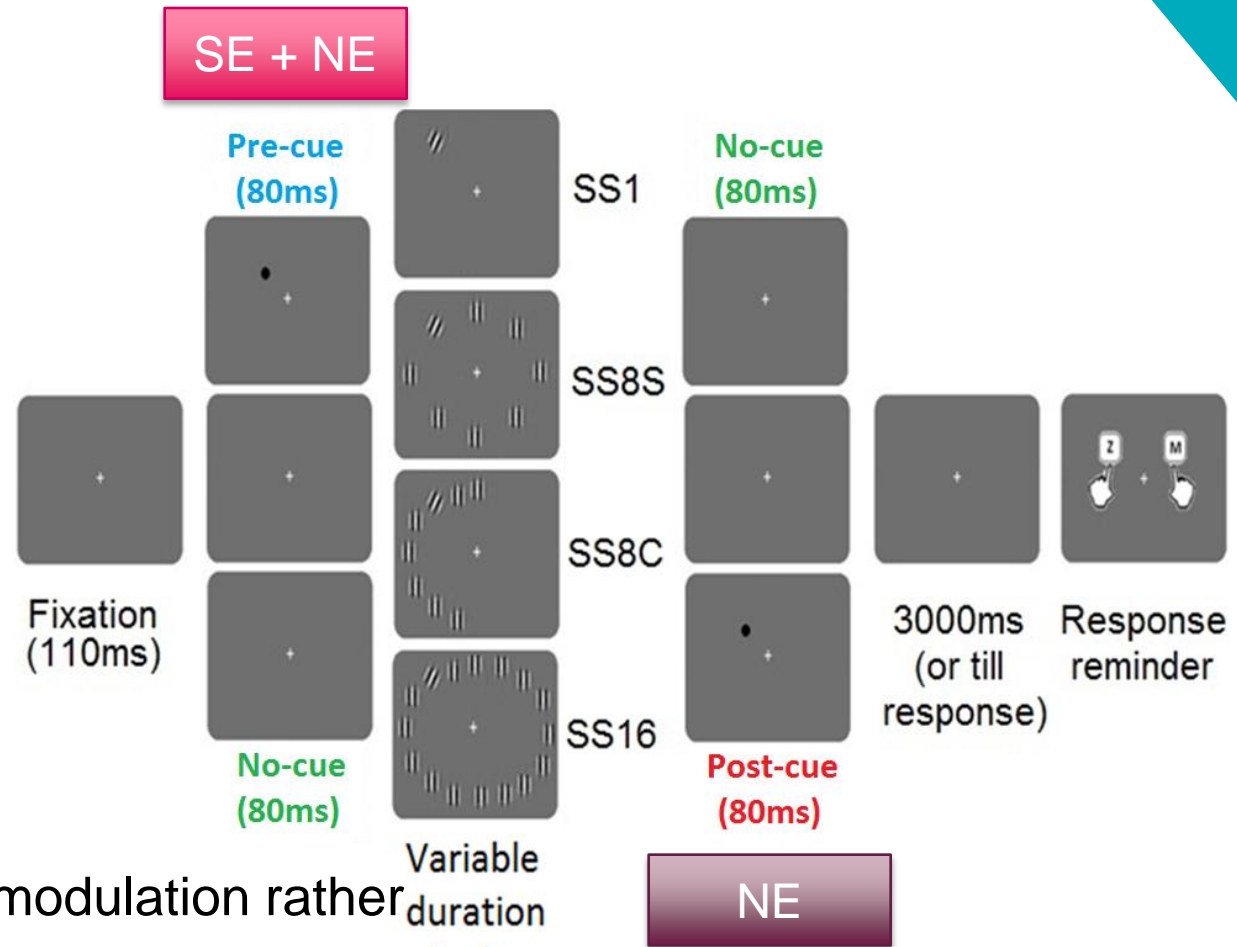 SE + NE
Pre-cue
(80ms)
SS1
No-cue
(80ms)
SS8S
Z M
SS8C
Fixation
(110ms)
3000ms
(or till
response)
Response
reminder
SS16
No-cue
(80ms)
Post-cue
(80ms)
Variable
duration
modulation rather
NE